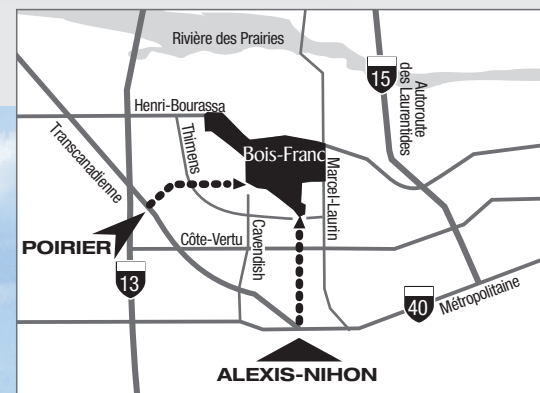 Rivière des Prairies
15
Autoroute
des Laurentides
Henri-Bourassa
Transcanadienne
Thimens
Bois-Franc
Marcel-Laurin
POIRIER
Côte-Vertu
Cavendish
13
40
Métropolitaine
ALEXIS-NIHON